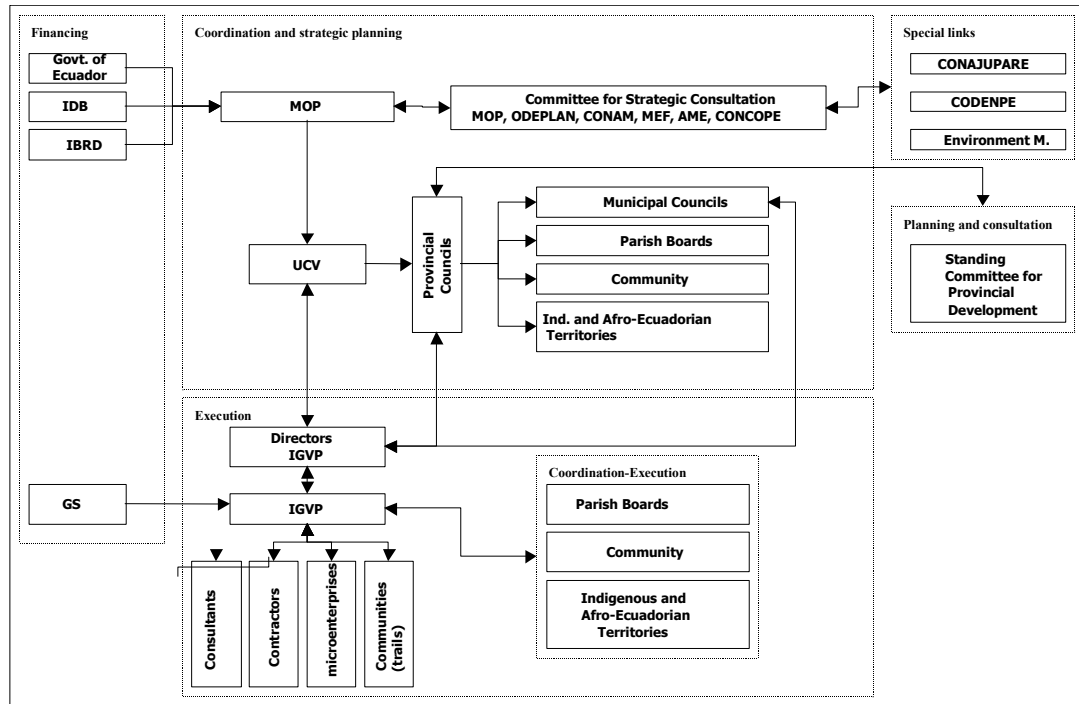 Financing
Govt. of
Ecuador
IDB
IBRD
GS
Coordination and strategic planning
MOP
Committee for Strategic Consultation
MOP, ODEPLAN, CONAM, MEF, AME, CONCOPE
UCV
Provincial
Councils
Municipal Councils
Parish Boards
Community
Ind. and Afro-Ecuadorian
Territories
Special links
CONAJUPARE
CODENPE
Environment M.
Planning and consultation
Standing
Committee for
Provincial
Development
Execution
Directors
IGVP
IGVP
Consultants
Contractors
microenterprises
Communities
(trails)
Coordination-Execution
Parish Boards
Community
Indigenous and
Afro-Ecuadorian
Territories